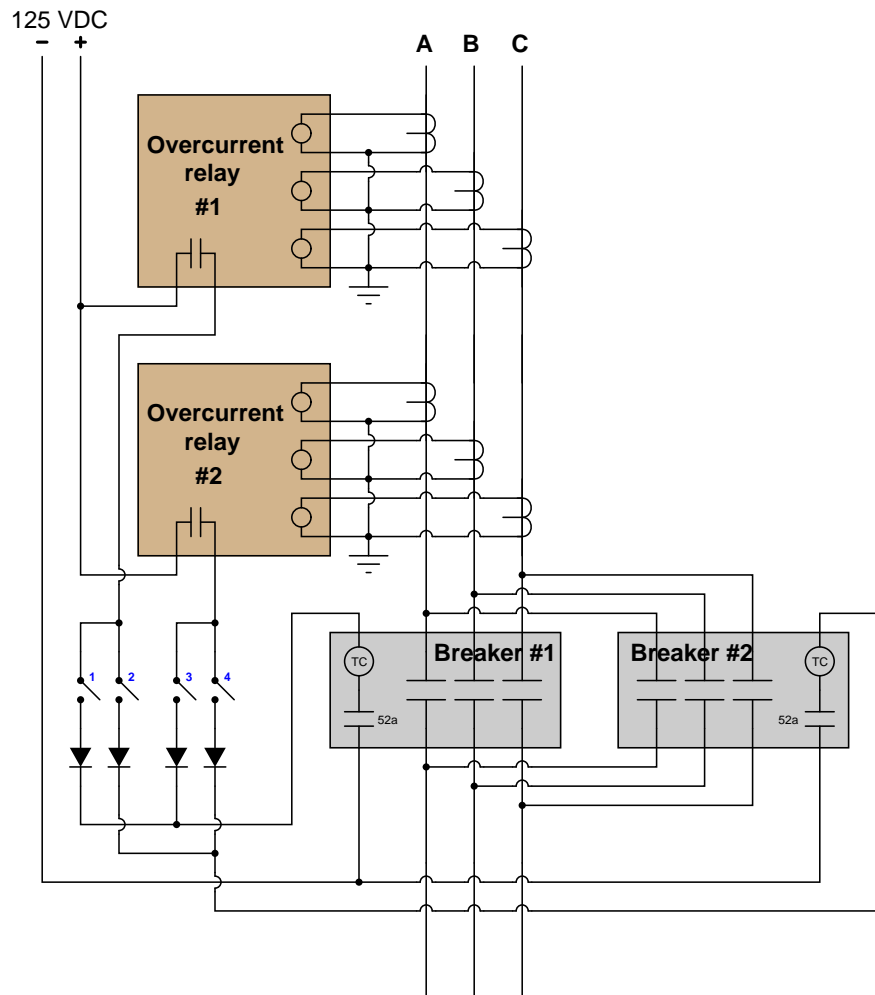 125 VDC
− +
A B C
Overcurrent
relay
#1
Overcurrent
relay
#2
Breaker #1
Breaker #2
TC
TC
1 2 3 4
52a
52a